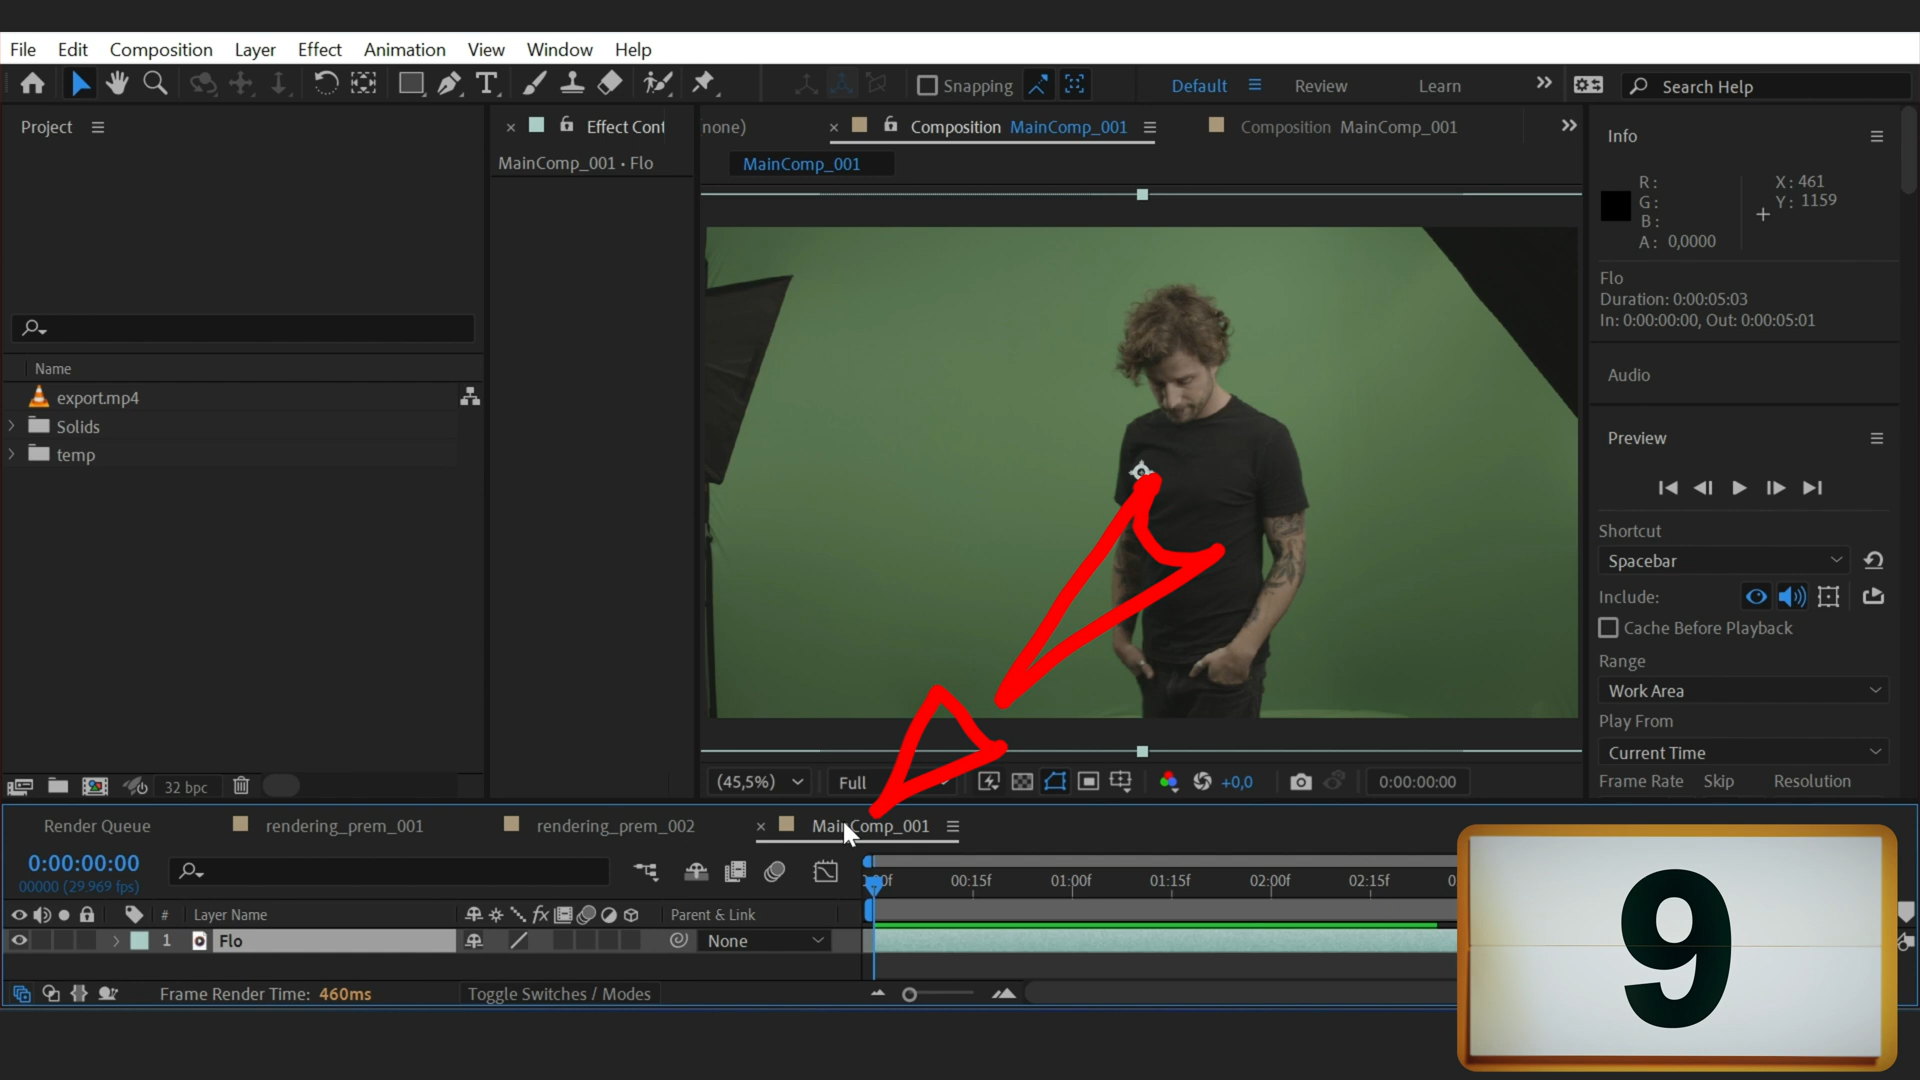 File Edit Composition Layer Effect Animation View Window Help
Snapping Default Review Learn Search Help
Project Effect Cont none) Composition MainComp_001 Composition MainComp_001
MainComp_001 • Flo
MainComp_001
Info
R:
G:
B:
A: 0,0000
X: 461
Y: 1159
Flo
Duration: 0:00:05:03
In: 0:00:00:00, Out: 0:00:05:01
Audio
Preview
Shortcut
Spacebar
Include:
Cache Before Playback
Range
Work Area
Play From
Current Time
Frame Rate Skip Resolution
Name
export.mp4
Solids
temp
32 bpc
(45,5%) Full +0,0 0:00:00:00
Render Queue rendering_prem_001 rendering_prem_002 MainComp_001
0:00:00:00
00000 (29.969 fps)
00f 00:15f 01:00f 01:15f 02:00f 02:15f 0
# Layer Name fx Parent & Link
1 Flo None
Frame Render Time: 460ms Toggle Switches / Modes
9